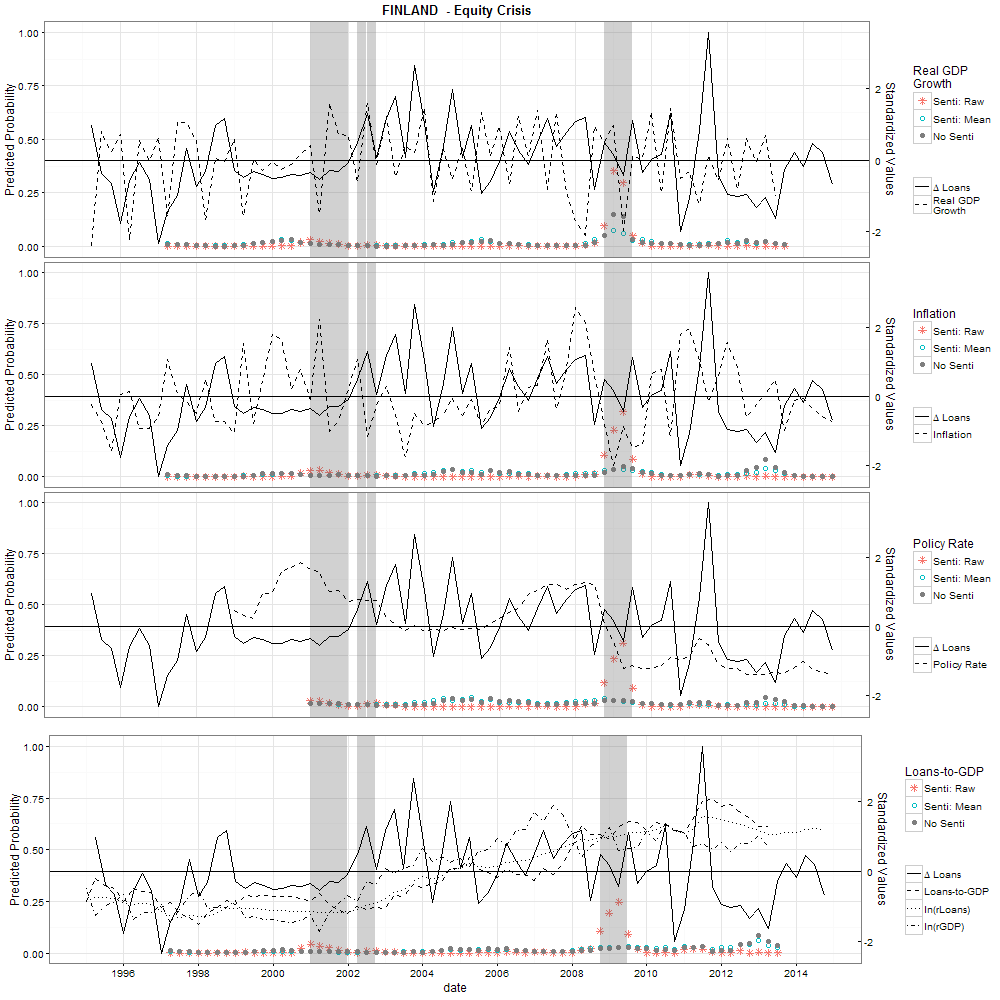 FINLAND - Equity Crisis
1.00
0.75
0.50
0.25
0.00
Predicted Probability
2
0
-2
Standardized Values
Real GDP
Growth
Senti: Raw
Senti: Mean
No Senti
Δ Loans
Real GDP
Growth
1.00
0.75
0.50
0.25
0.00
Predicted Probability
2
0
-2
Standardized Values
Inflation
Senti: Raw
Senti: Mean
No Senti
Δ Loans
Inflation
1.00
0.75
0.50
0.25
0.00
Predicted Probability
2
0
-2
Standardized Values
Policy Rate
Senti: Raw
Senti: Mean
No Senti
Δ Loans
Policy Rate
1.00
0.75
0.50
0.25
0.00
Predicted Probability
2
0
-2
Standardized Values
Loans-to-GDP
Senti: Raw
Senti: Mean
No Senti
Δ Loans
Loans-to-GDP
ln(rLoans)
ln(rGDP)
1996 1998 2000 2002 2004 2006 2008 2010 2012 2014
date